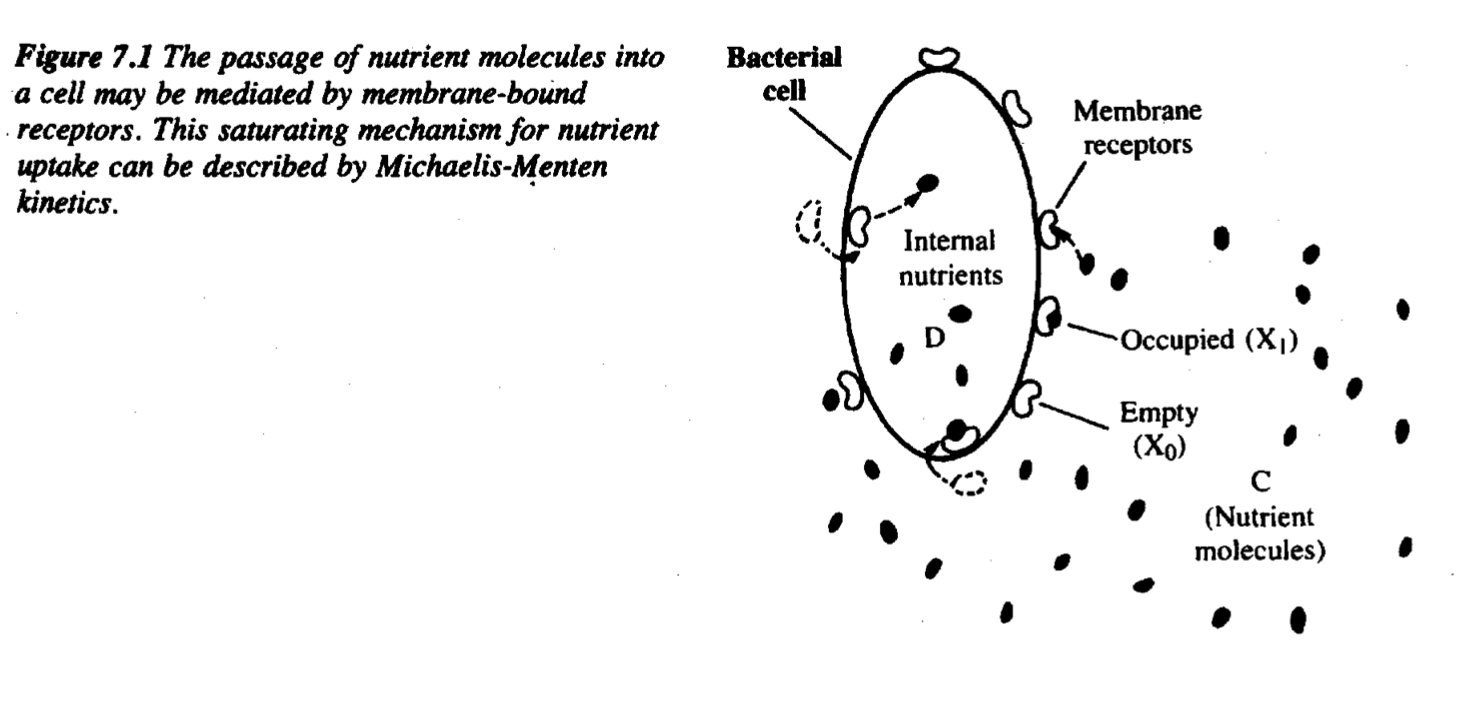 Figure 7.1 The passage of nutrient molecules into
a cell may be mediated by membrane-bound
receptors. This saturating mechanism for nutrient
uptake can be described by Michaelis-Menten
kinetics.
Bacterial
cell
Membrane
receptors
Internal
nutrients
D
Occupied (X₁)
Empty
(X₀)
C
(Nutrient
molecules)